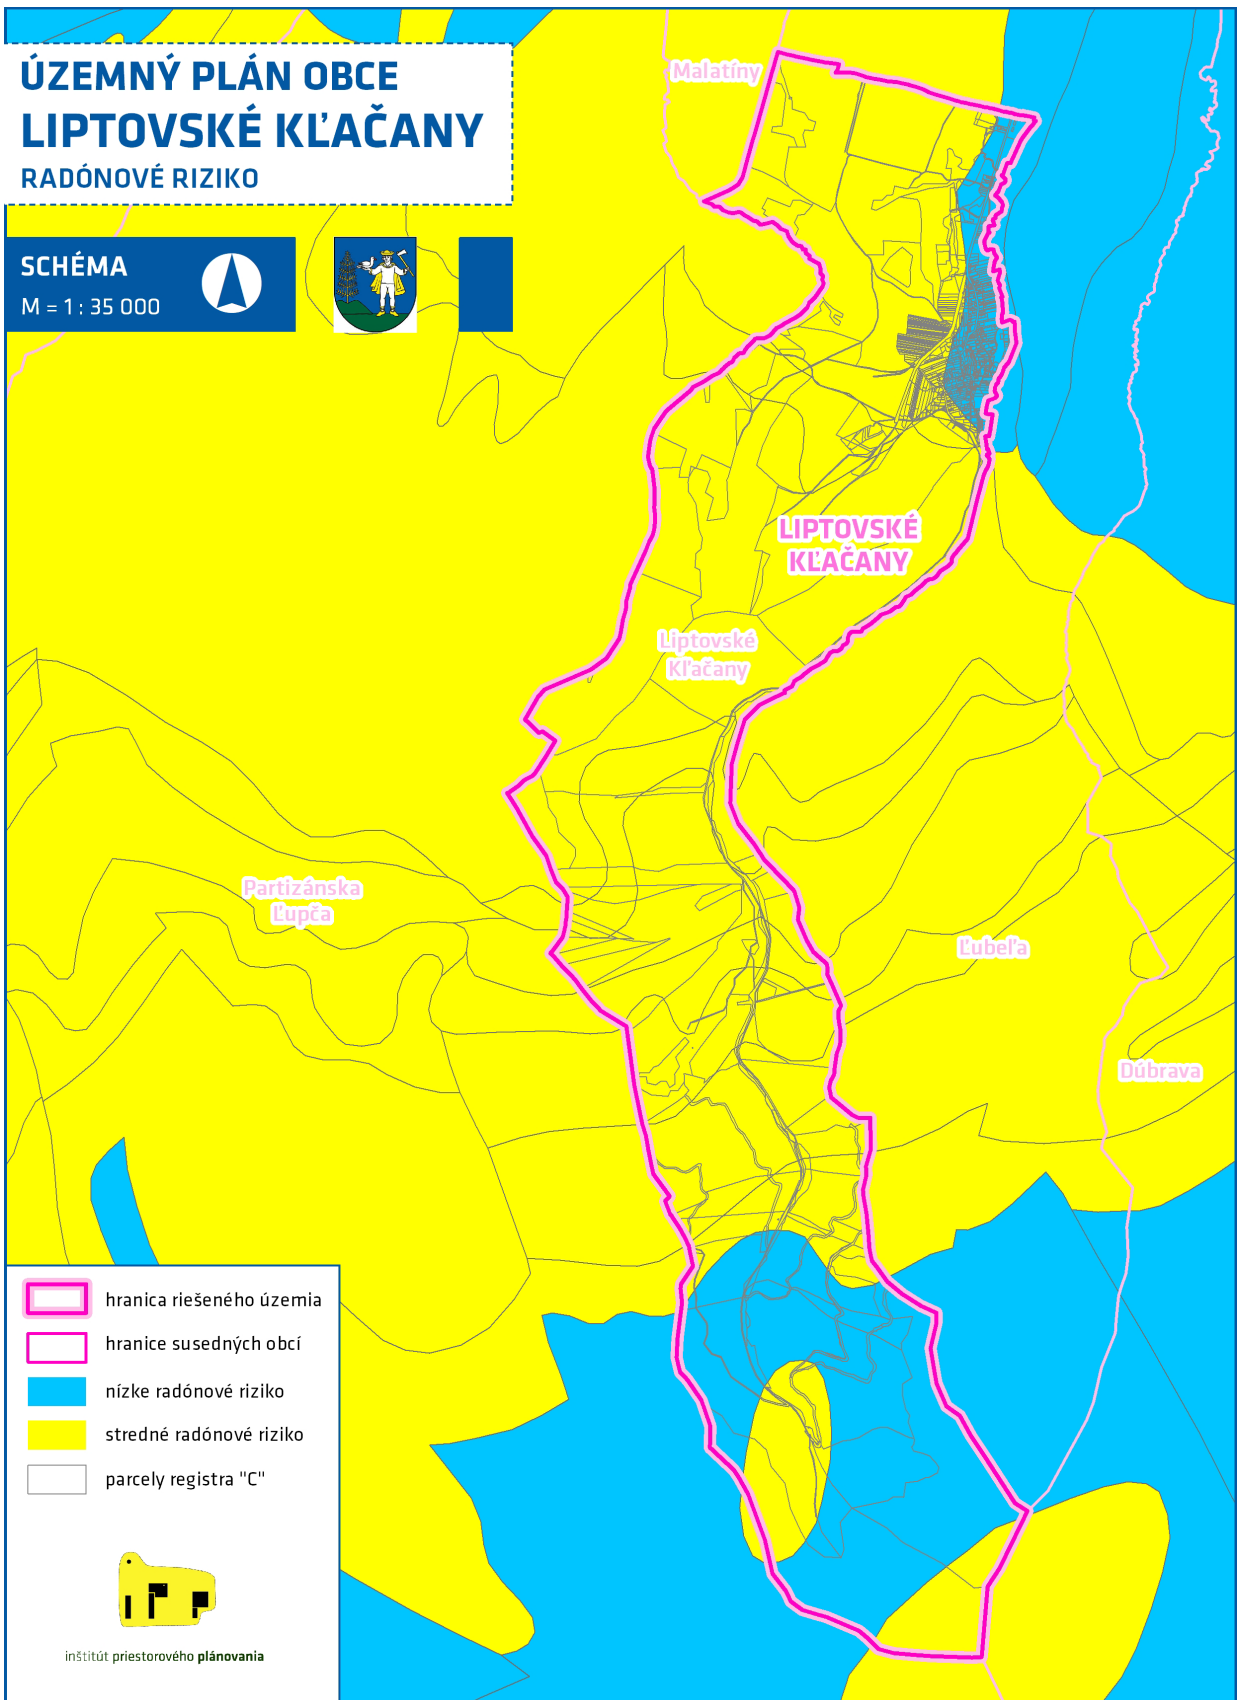 ÚZEMNÝ PLÁN OBCE
LIPTOVSKÉ KĽAČANY
RADÓNOVÉ RIZIKO
SCHÉMA
M = 1 : 35 000
Malatíny
LIPTOVSKÉ
KĽAČANY
Liptovské
Kľačany
Partizánska
Ľupča
Ľubeľa
Dúbrava
hranica riešeného územia
hranice susedných obcí
nízke radónové riziko
stredné radónové riziko
parcely registra "C"
inštitút priestorového plánovania